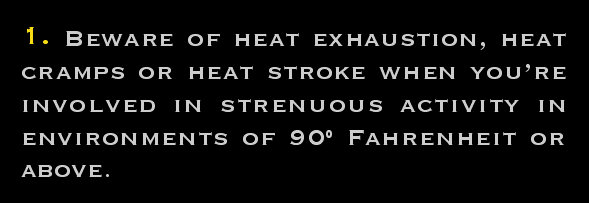 1. Beware of heat exhaustion, heat
cramps or heat stroke when you're
involved in strenuous activity in
environments of 90º Fahrenheit or
above.